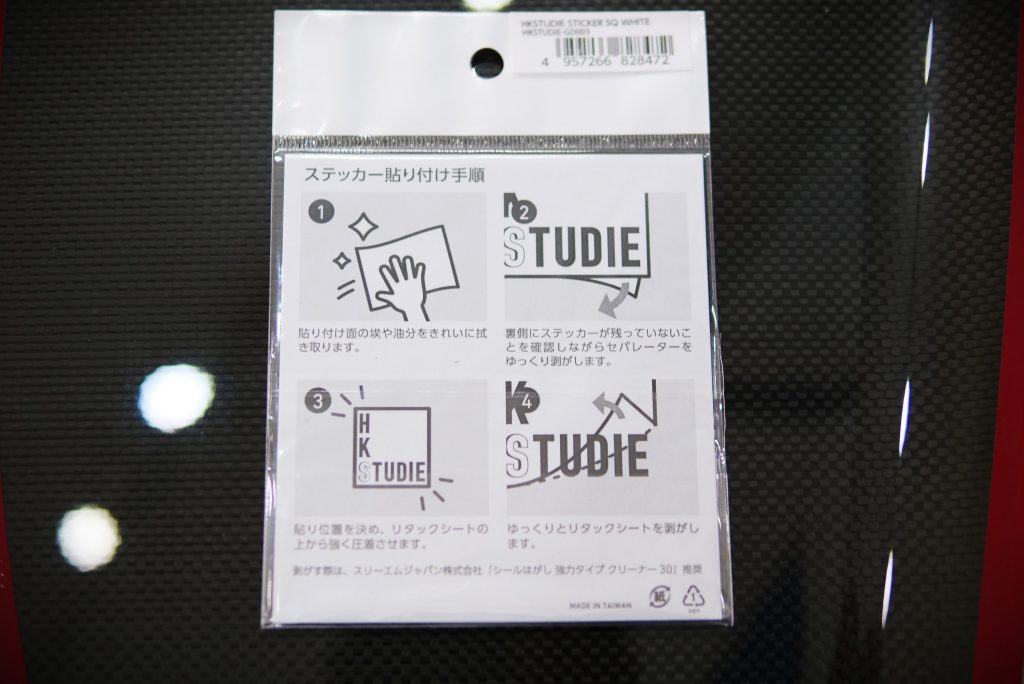 HKSTUDIE STICKER SQ WHITE
HKSTUDIE-GD003
4 957266 828472
ステッカー貼り付け手順
1
貼り付け面の埃や油分をきれいに拭
き取ります。
2
STUDIE
裏側にステッカーが残っていないこ
とを確認しながらセパレーターを
ゆっくり剥がします。
3
H
K
STUDIE
貼り位置を決め、リタックシートの
上から強く圧着させます。
4
K
STUDIE
ゆっくりとリタックシートを剥がし
ます。
剥がす際は、スリーエムジャパン株式会社「シールはがし 強力タイプ クリーナー30」推奨
MADE IN TAIWAN
紙
1
PET